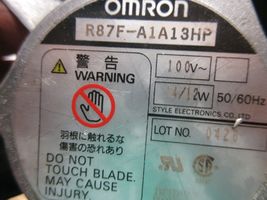 OMRON
R87F-A1A13HP
警告
WARNING
100V~
14/12W 50/60Hz
STYLE ELECTRONICS CO., LTD
LOT NO. 0426
羽根に触れるな
傷害の恐れあり
DO NOT
TOUCH BLADE.
MAY CAUSE
INJURY.